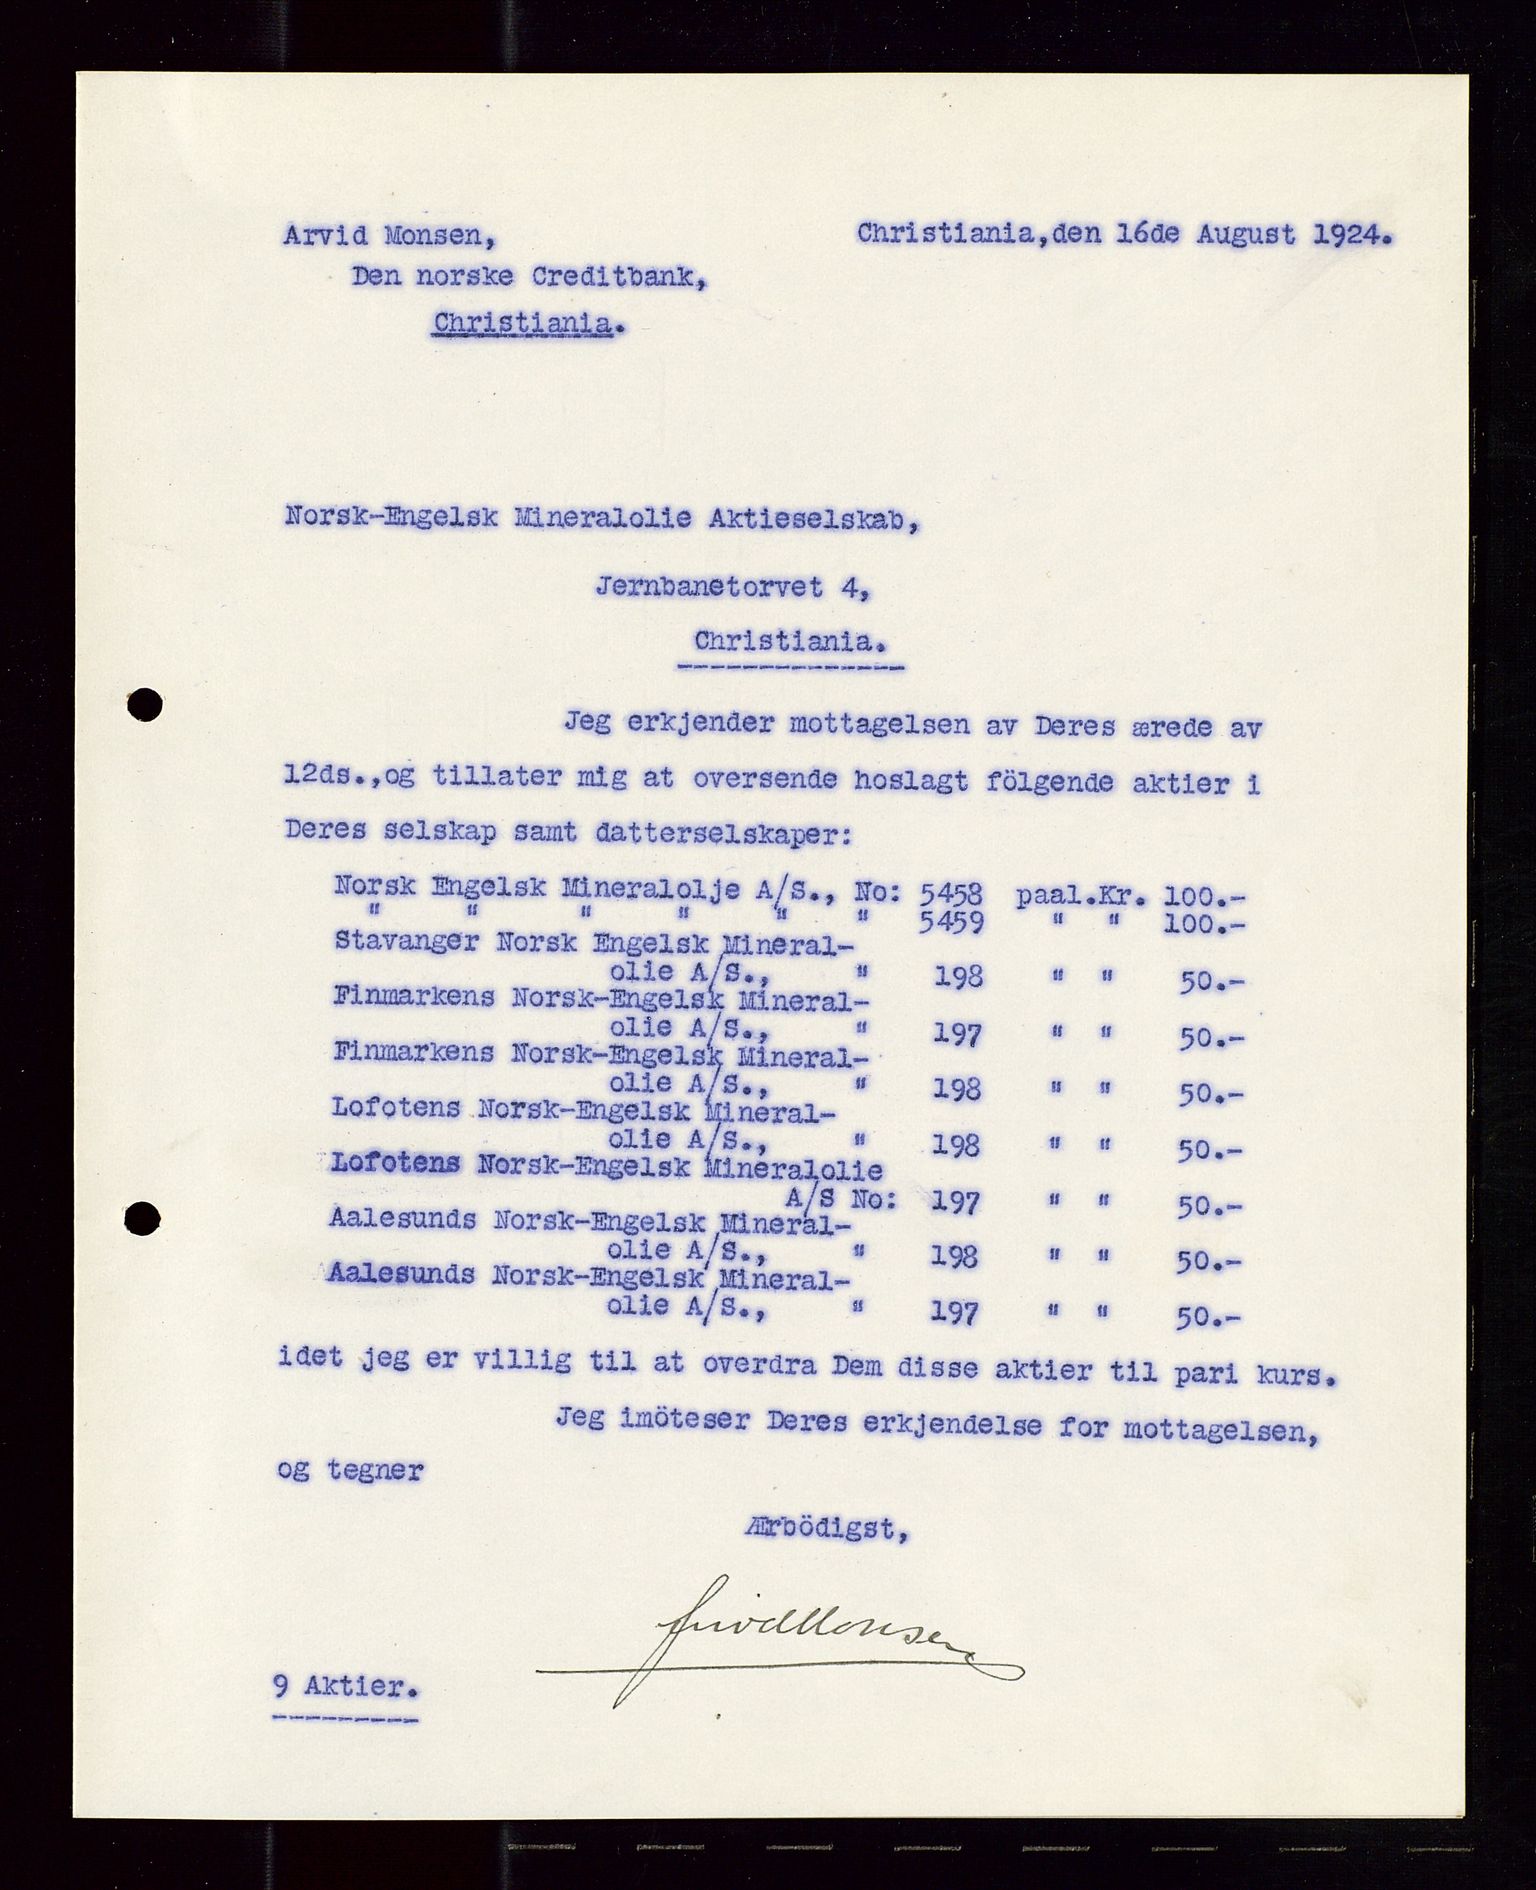 Arvid Monsen,
Christiania,den 16de August 1924.
Den norske Creditbank,
Christiania.
Norsk-Engelsk Mineralolie Aktieselskab,
Jernbanetorvet 4,
Christiania.
Jeg erkjender mottagelsen av Deres ærede av
12ds.,og tillater mig at oversende hoslagt fölgende aktier i
Deres selskap samt datterselskaper:
Norsk Engelsk Mineralolje A/S., No: 5458 paal.Kr. 100.-
" " " " " " 5459 " " 100.-
Stavanger Norsk Engelsk Mineral-
olie A/S., " 198 " " 50.-
Finmarkens Norsk-Engelsk Mineral-
olie A/S., " 197 " " 50.-
Finmarkens Norsk-Engelsk Mineral-
olie A/S., " 198 " " 50.-
Lofotens Norsk-Engelsk Mineral-
olie A/S., " 198 " " 50.-
Lofotens Norsk-Engelsk Mineralolie
A/S No: 197 " " 50.-
Aalesunds Norsk-Engelsk Mineral-
olie A/S., " 198 " " 50.-
Aalesunds Norsk-Engelsk Mineral-
olie A/S., " 197 " " 50.-
idet jeg er villig til at overdra Dem disse aktier til pari kurs.
Jeg imöteser Deres erkjendelse for mottagelsen,
og tegner
Ærbödigst,
Arvid Monsen
9 Aktier.